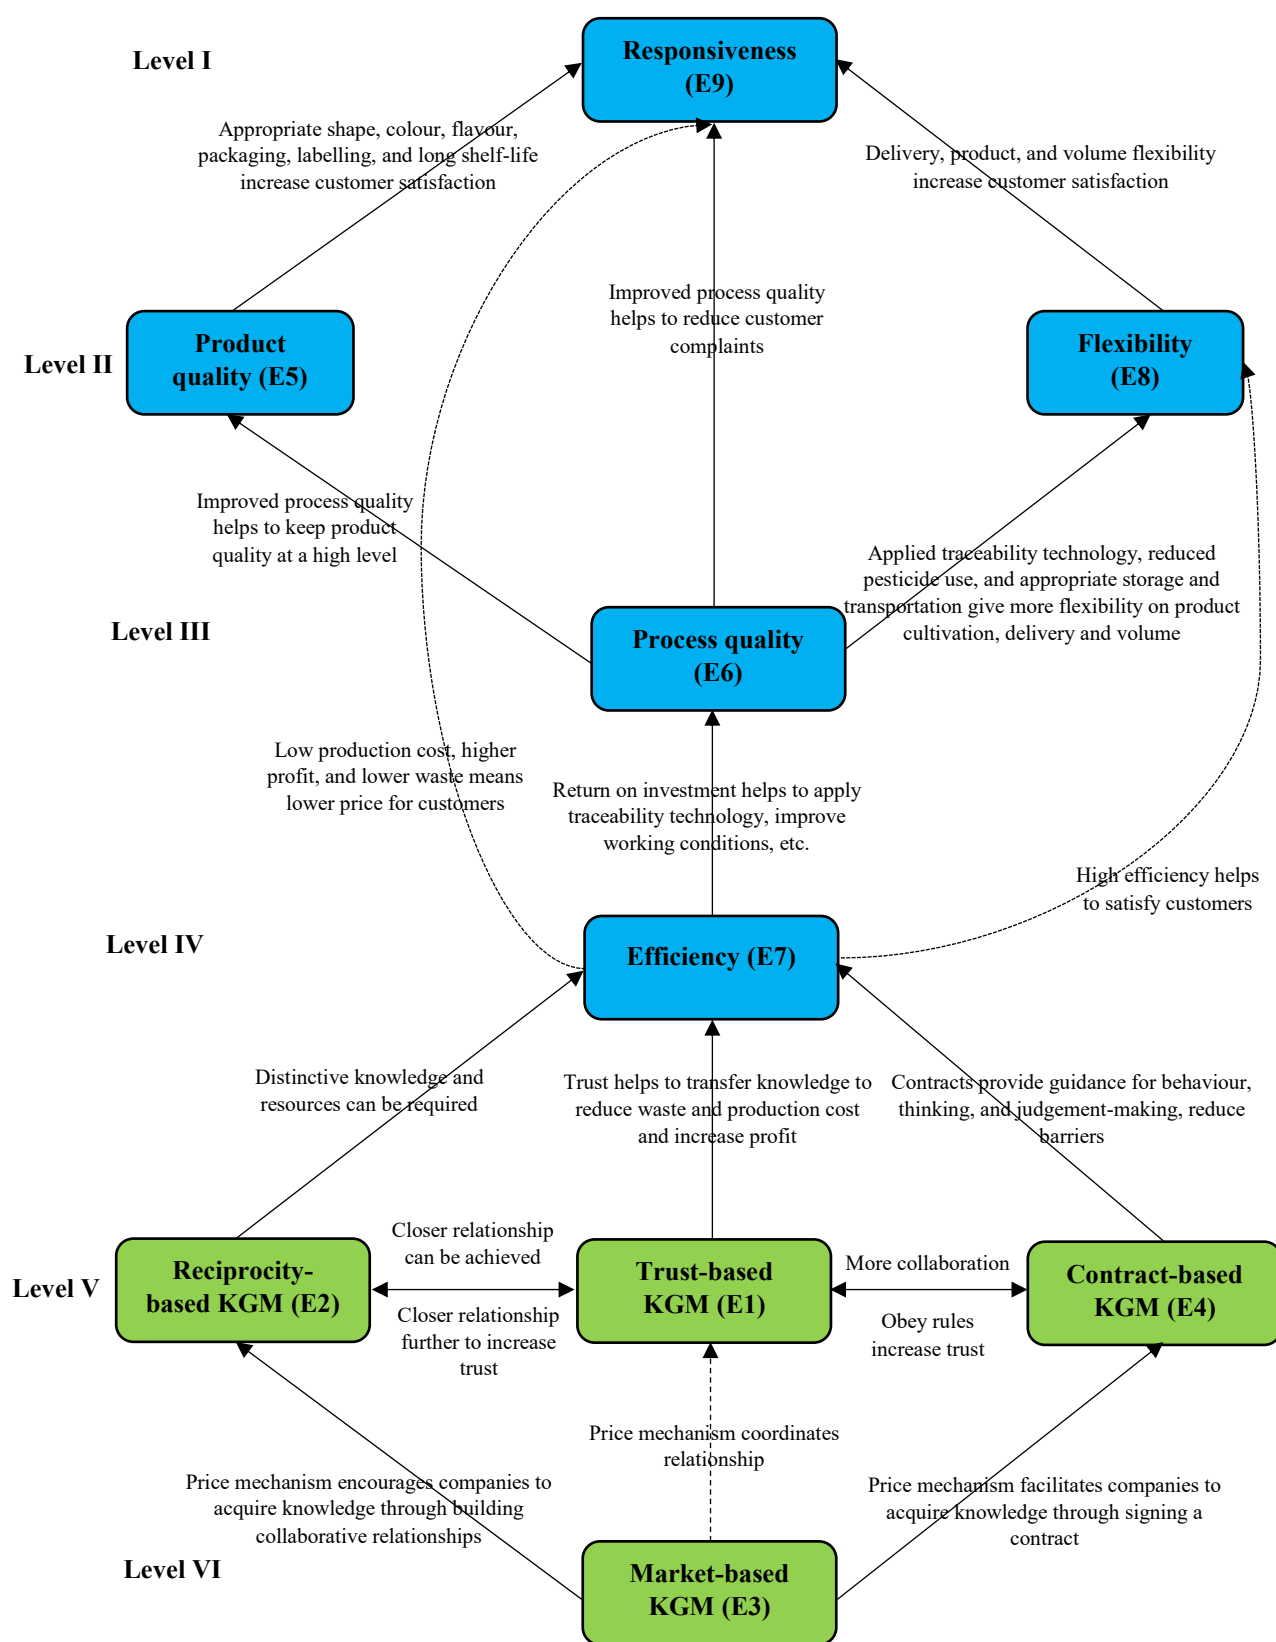 Level I
Responsiveness
(E9)
Appropriate shape, colour, flavour,
packaging, labelling, and long shelf-life
increase customer satisfaction
Delivery, product, and volume flexibility
increase customer satisfaction
Improved process quality
helps to reduce customer
complaints
Level II
Product
quality (E5)
Flexibility
(E8)
Improved process quality
helps to keep product
quality at a high level
Applied traceability technology, reduced
pesticide use, and appropriate storage and
transportation give more flexibility on product
cultivation, delivery and volume
Level III
Process quality
(E6)
Low production cost, higher
profit, and lower waste means
lower price for customers
Return on investment helps to apply
traceability technology, improve
working conditions, etc.
High efficiency helps
to satisfy customers
Level IV
Efficiency (E7)
Distinctive knowledge and
resources can be required
Trust helps to transfer knowledge to
reduce waste and production cost
and increase profit
Contracts provide guidance for behaviour,
thinking, and judgement-making, reduce
barriers
Level V
Reciprocity-
based KGM (E2)
Closer relationship
can be achieved
Closer relationship
further to increase
trust
Trust-based
KGM (E1)
More collaboration
Obey rules
increase trust
Contract-based
KGM (E4)
Price mechanism encourages companies to
acquire knowledge through building
collaborative relationships
Price mechanism coordinates
relationship
Price mechanism facilitates companies to
acquire knowledge through signing a
contract
Level VI
Market-based
KGM (E3)